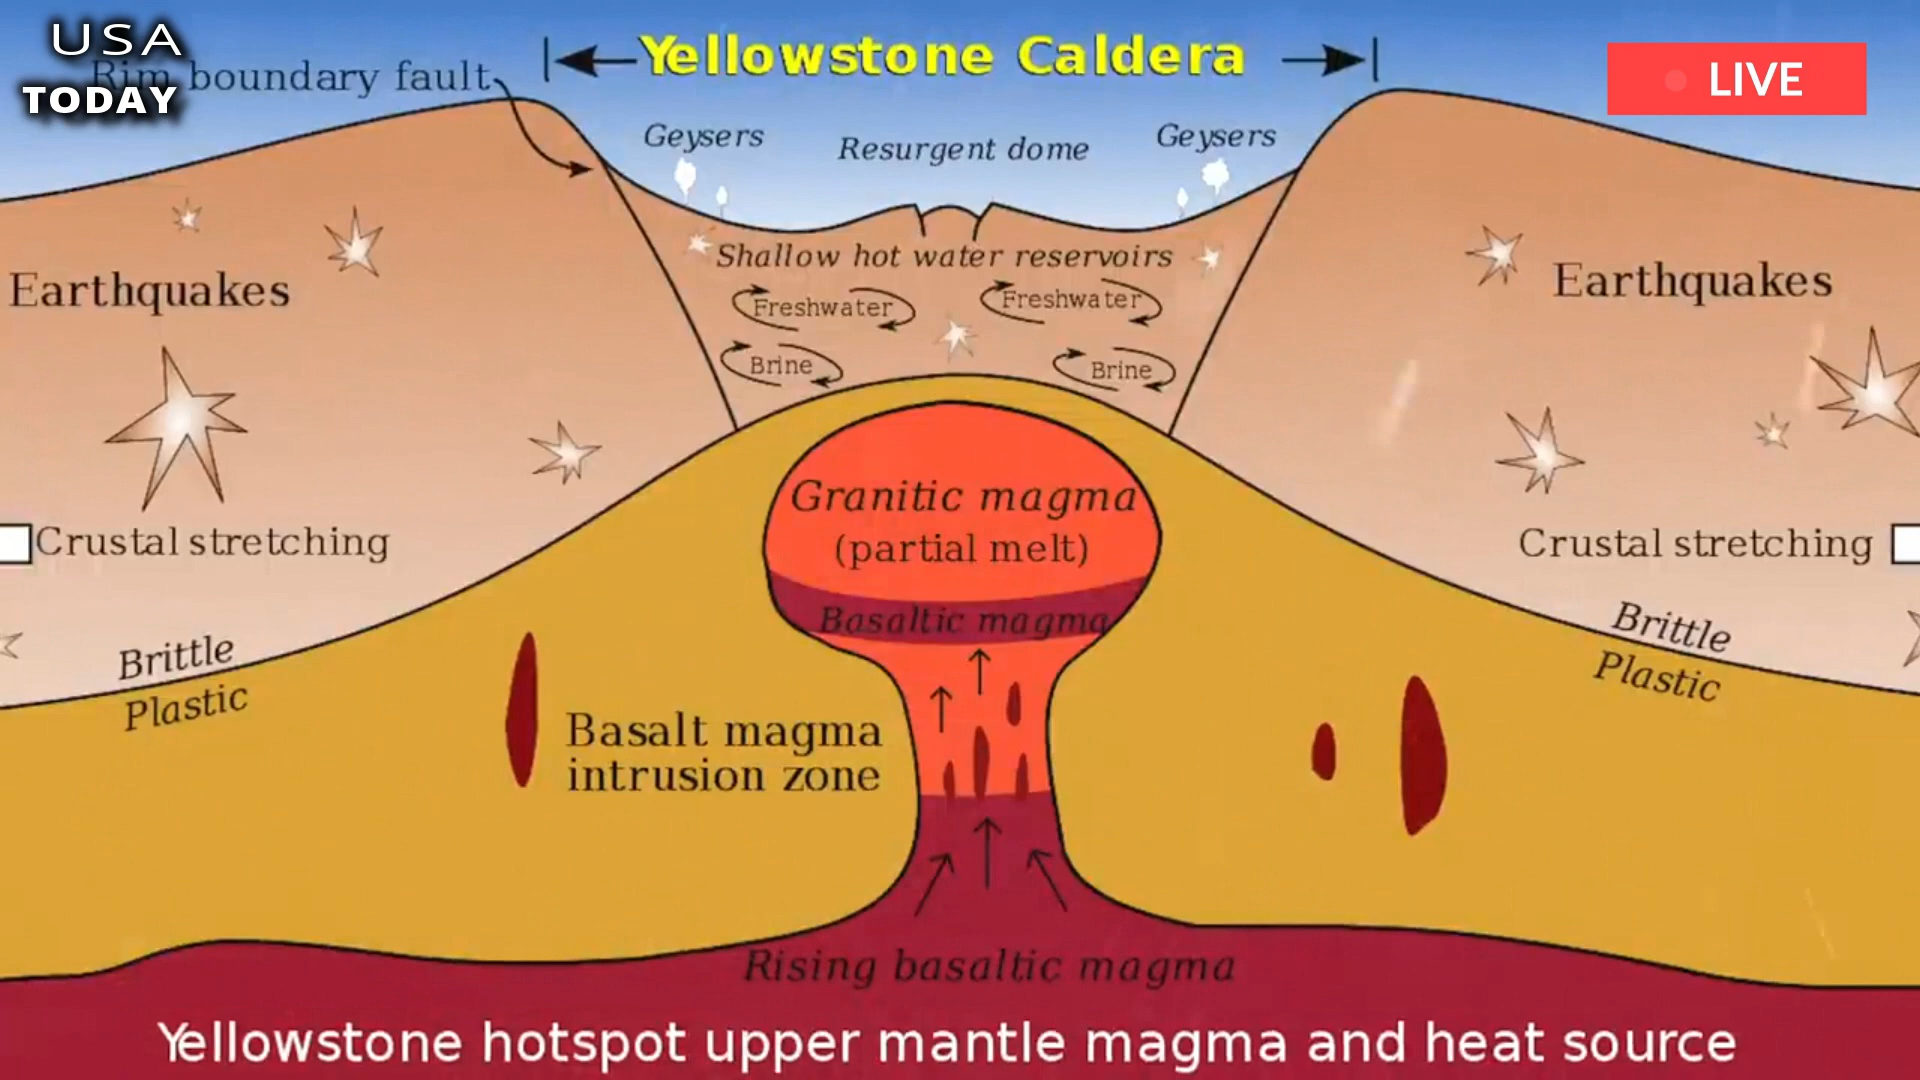 USA
TODAY
Rim boundary fault
Yellowstone Caldera
LIVE
Geysers
Resurgent dome
Geysers
Shallow hot water reservoirs
Earthquakes
Earthquakes
Freshwater
Freshwater
Brine
Brine
Granitic magma
(partial melt)
Crustal stretching
Crustal stretching
Basaltic magma
Brittle
Plastic
Brittle
Plastic
Basalt magma
intrusion zone
Rising basaltic magma
Yellowstone hotspot upper mantle magma and heat source